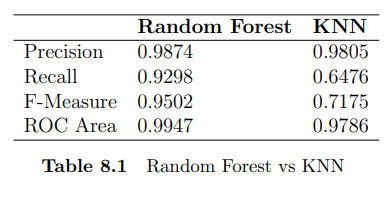 Random Forest KNN
Precision 0.9874 0.9805
Recall 0.9298 0.6476
F-Measure 0.9502 0.7175
ROC Area 0.9947 0.9786
Table 8.1 Random Forest vs KNN